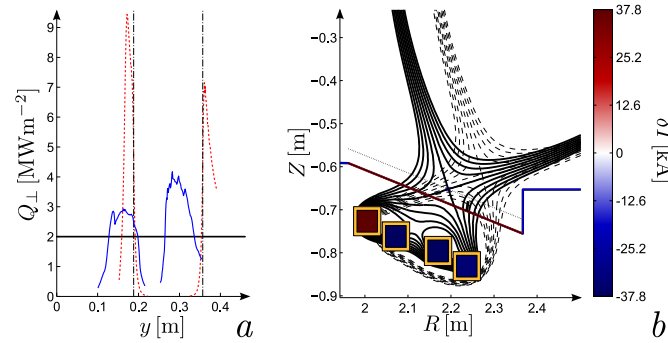 9
8
7
6
5
4
3
2
1
0
Q⊥ [MWm⁻²]
0 0.1 0.2 0.3 0.4
y [m]
a
−0.3
−0.4
−0.5
−0.6
−0.7
−0.8
−0.9
Z [m]
2 2.1 2.2 2.3 2.4
R [m]
b
37.8
25.2
12.6
0
-12.6
-25.2
-37.8
δI [kA]